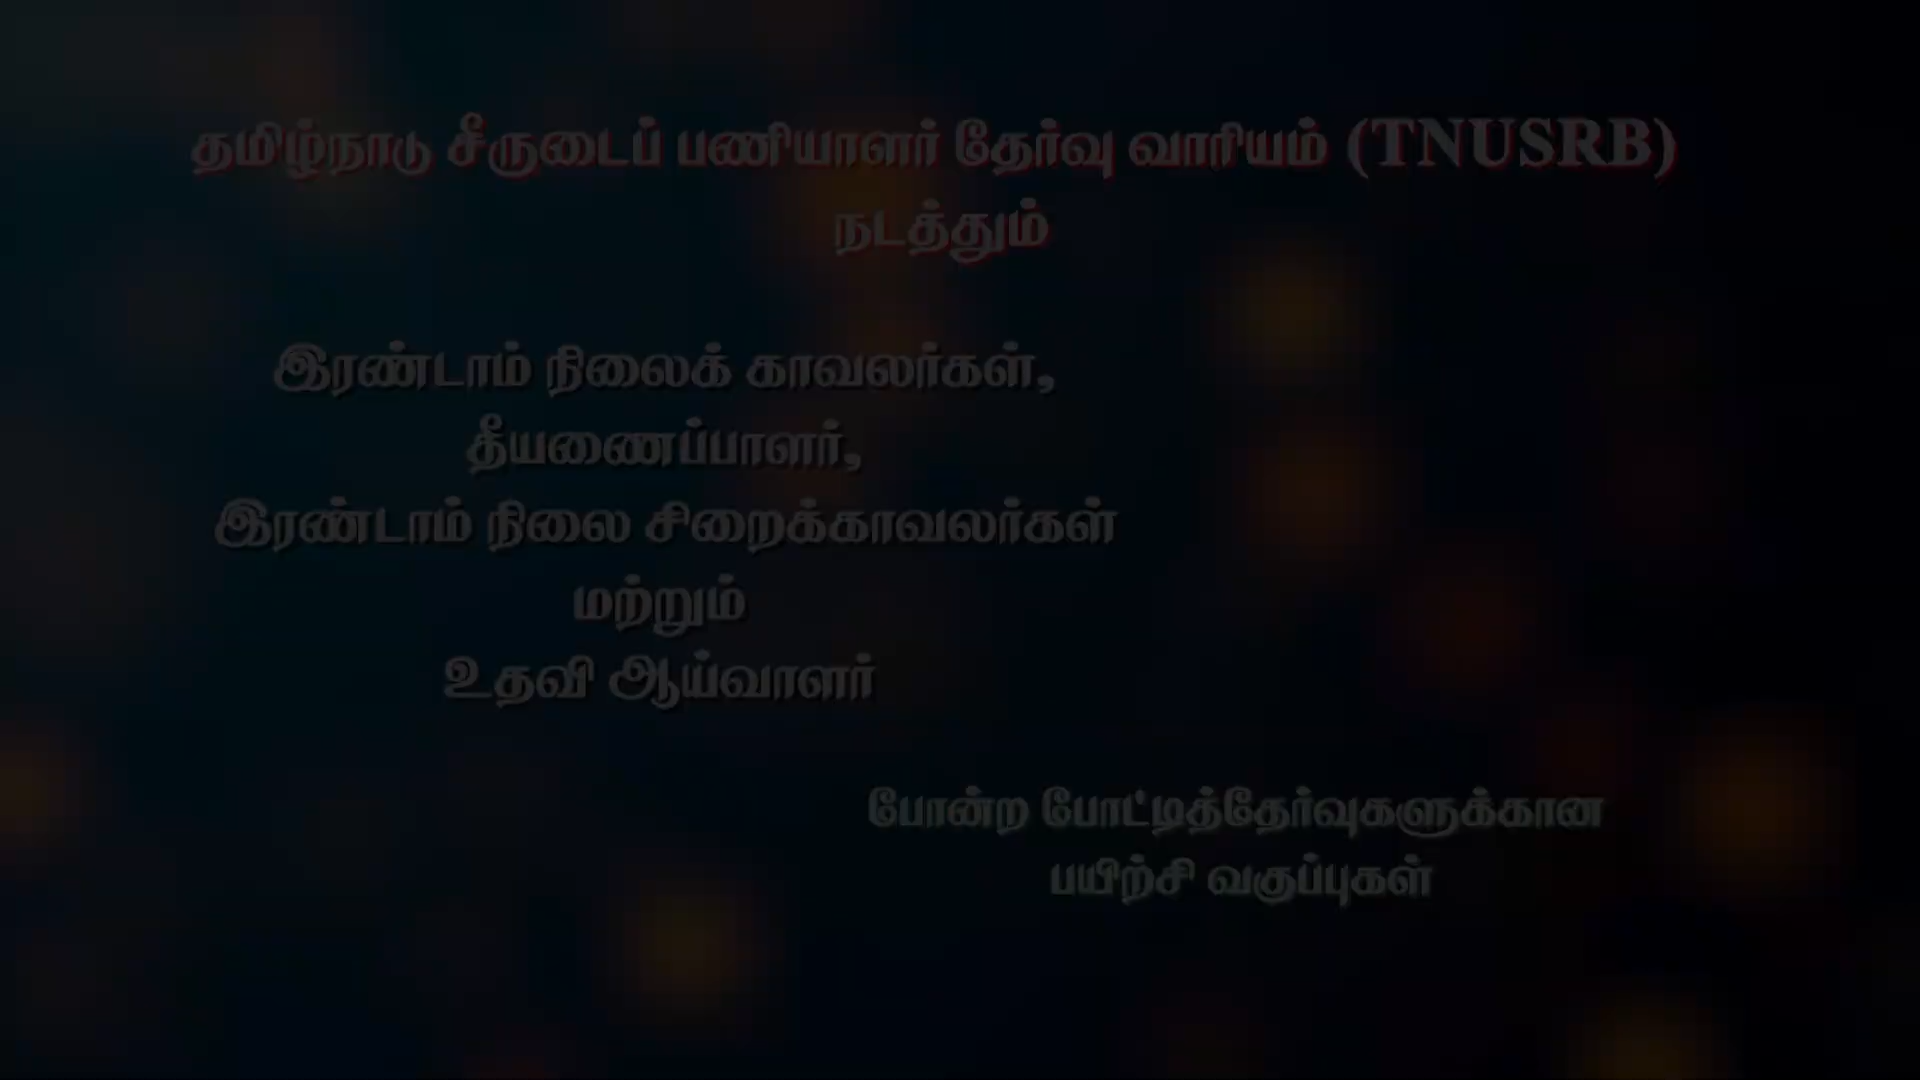 தமிழ்நாடு சீருடைப் பணியாளர் தேர்வு வாரியம் (TNUSRB)
நடத்தும்
இரண்டாம் நிலைக் காவலர்கள்,
தீயணைப்பாளர்,
இரண்டாம் நிலை சிறைக்காவலர்கள்
மற்றும்
உதவி ஆய்வாளர்
போன்ற போட்டித்தேர்வுகளுக்கான
பயிற்சி வகுப்புகள்